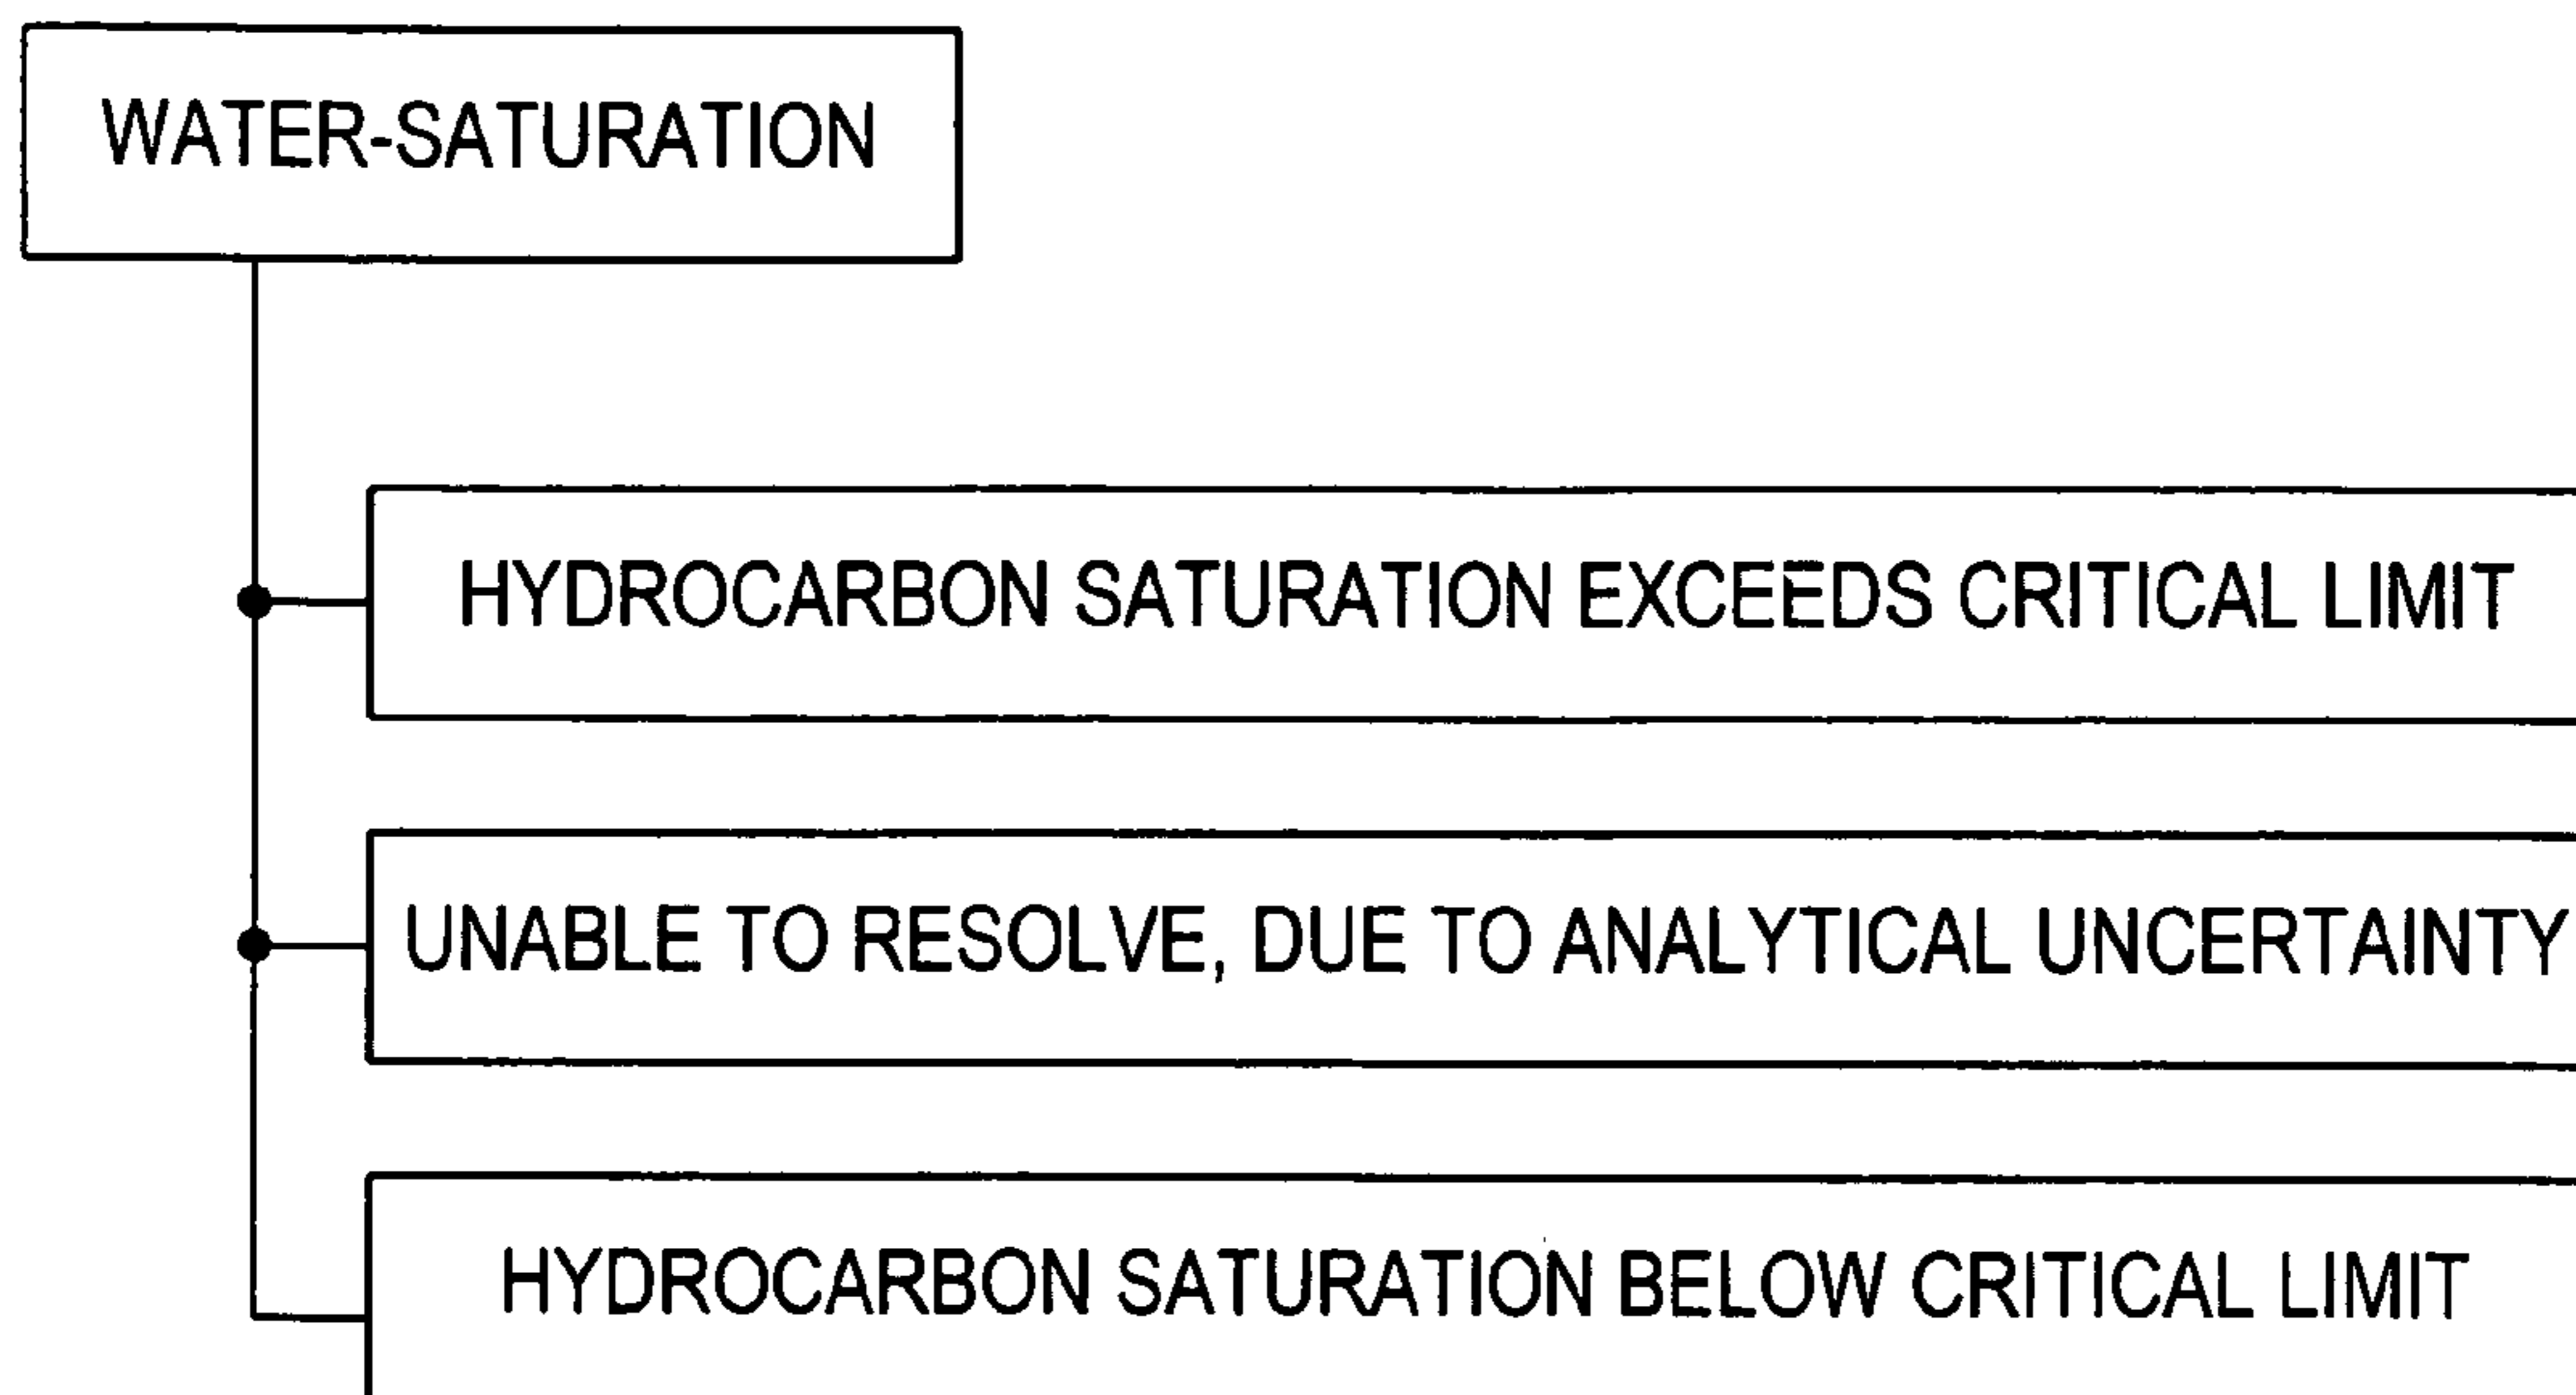 WATER-SATURATION
HYDROCARBON SATURATION EXCEEDS CRITICAL LIMIT
UNABLE TO RESOLVE, DUE TO ANALYTICAL UNCERTAINTY
HYDROCARBON SATURATION BELOW CRITICAL LIMIT